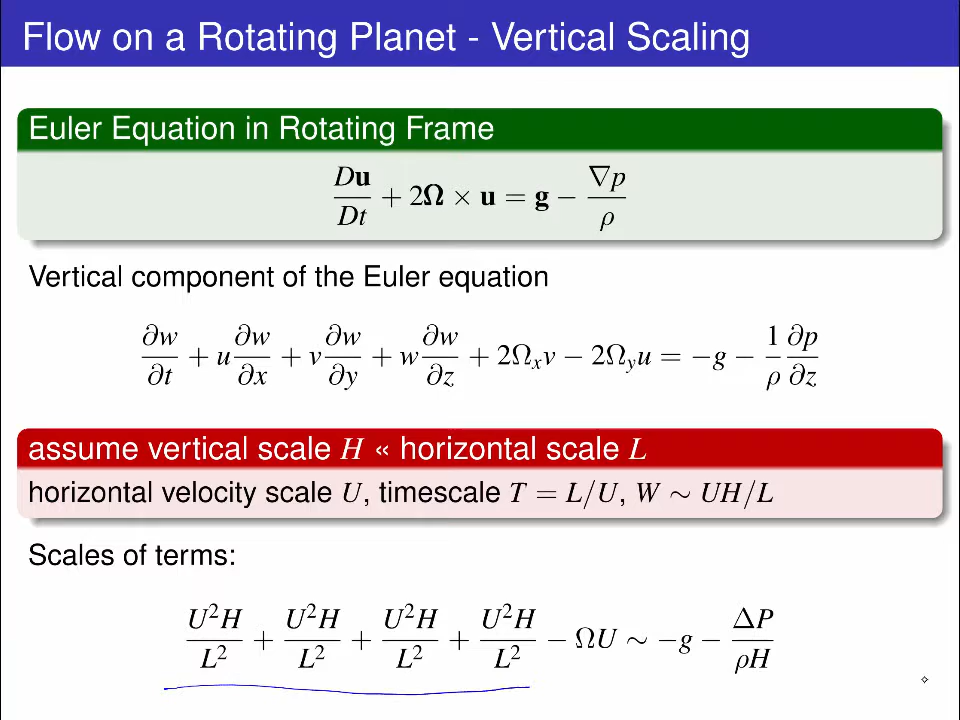 Flow on a Rotating Planet - Vertical Scaling
Euler Equation in Rotating Frame
Du/Dt + 2Ω × u = g − ∇p/ρ
Vertical component of the Euler equation
∂w/∂t + u ∂w/∂x + v ∂w/∂y + w ∂w/∂z + 2Ωₓv − 2Ω_y u = −g − 1/ρ ∂p/∂z
assume vertical scale H « horizontal scale L
horizontal velocity scale U, timescale T = L/U, W ∼ UH/L
Scales of terms:
U²H/L² + U²H/L² + U²H/L² + U²H/L² − ΩU ∼ −g − ΔP/ρH